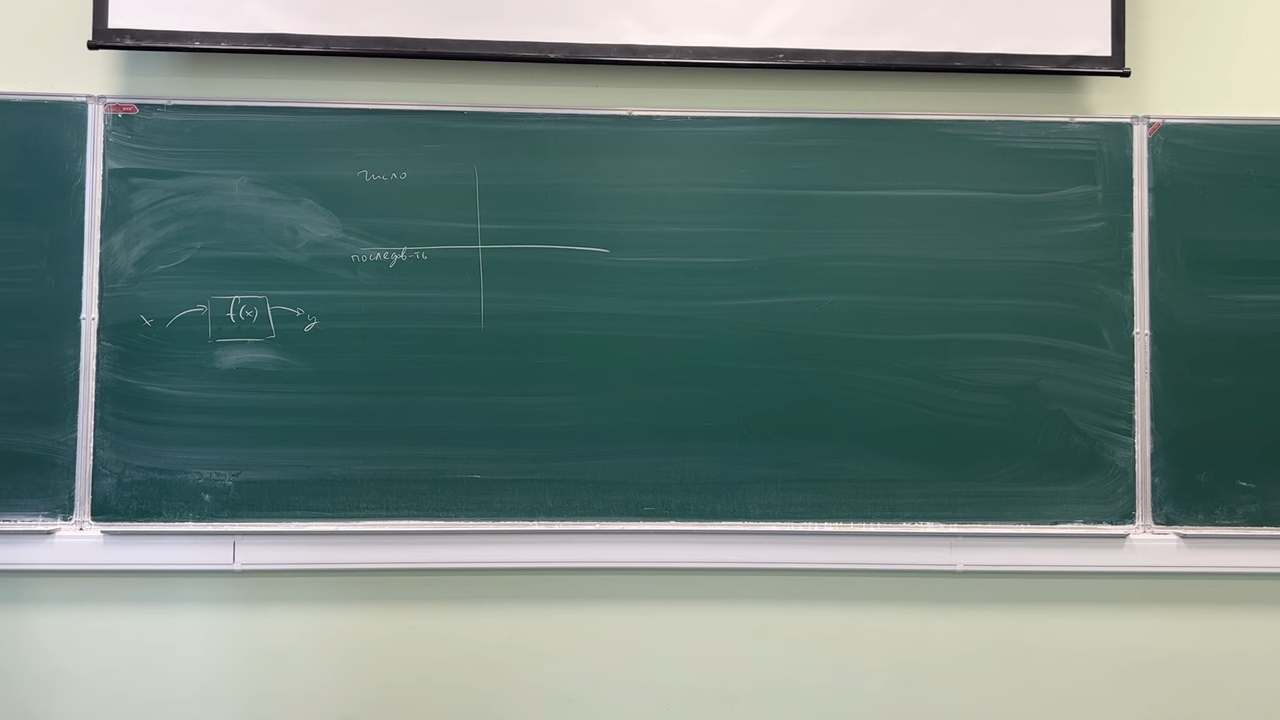 число
последов-ть
x f(x) y